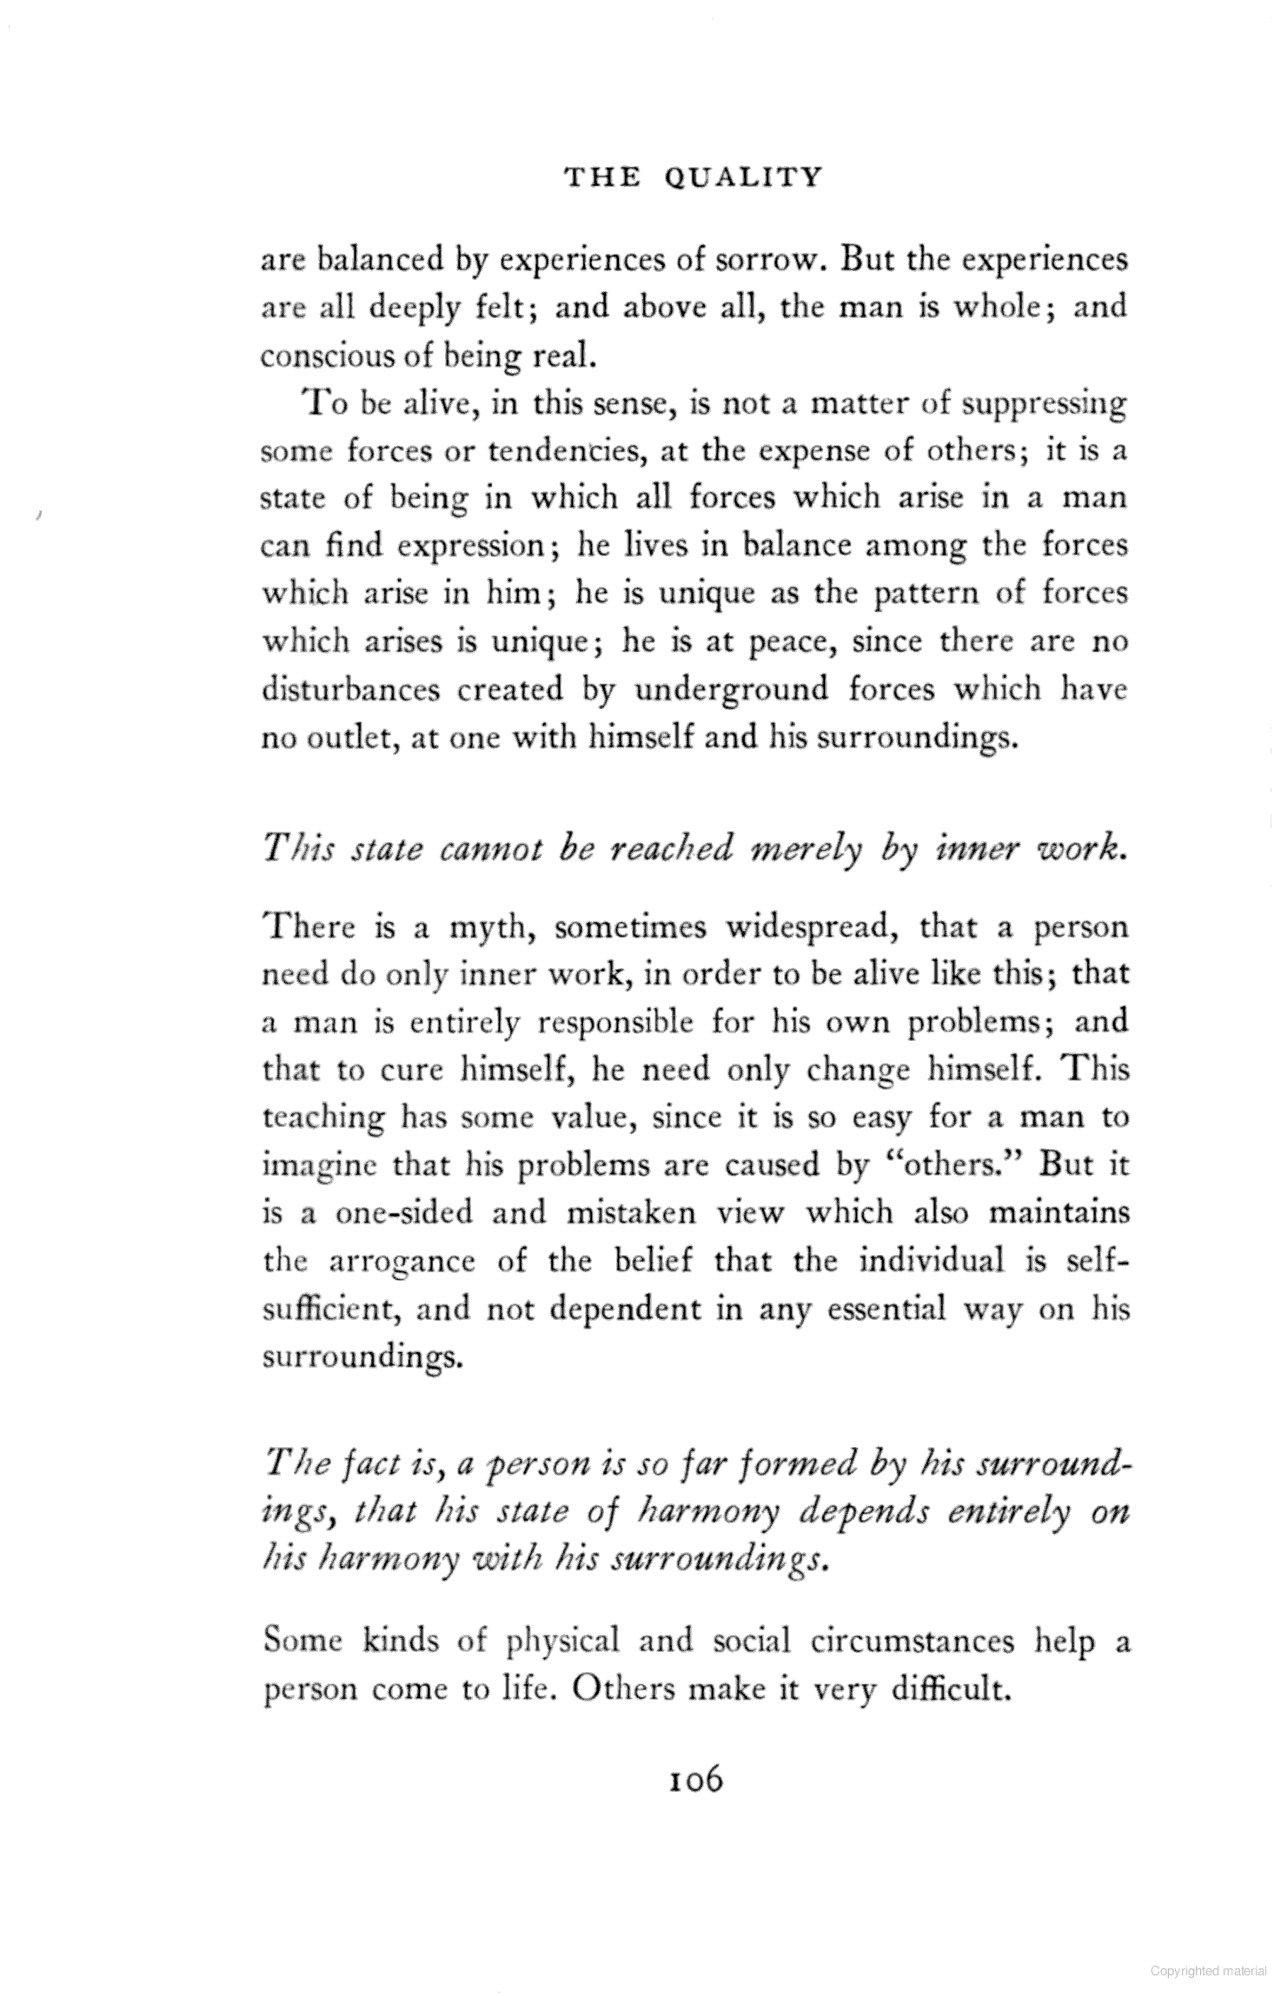 THE QUALITY
are balanced by experiences of sorrow. But the experiences
are all deeply felt; and above all, the man is whole; and
conscious of being real.
To be alive, in this sense, is not a matter of suppressing
some forces or tendencies, at the expense of others; it is a
state of being in which all forces which arise in a man
can find expression; he lives in balance among the forces
which arise in him; he is unique as the pattern of forces
which arises is unique; he is at peace, since there are no
disturbances created by underground forces which have
no outlet, at one with himself and his surroundings.
This state cannot be reached merely by inner work.
There is a myth, sometimes widespread, that a person
need do only inner work, in order to be alive like this; that
a man is entirely responsible for his own problems; and
that to cure himself, he need only change himself. This
teaching has some value, since it is so easy for a man to
imagine that his problems are caused by “others.” But it
is a one-sided and mistaken view which also maintains
the arrogance of the belief that the individual is self-
sufficient, and not dependent in any essential way on his
surroundings.
The fact is, a person is so far formed by his surround-
ings, that his state of harmony depends entirely on
his harmony with his surroundings.
Some kinds of physical and social circumstances help a
person come to life. Others make it very difficult.
106
Copyrighted material